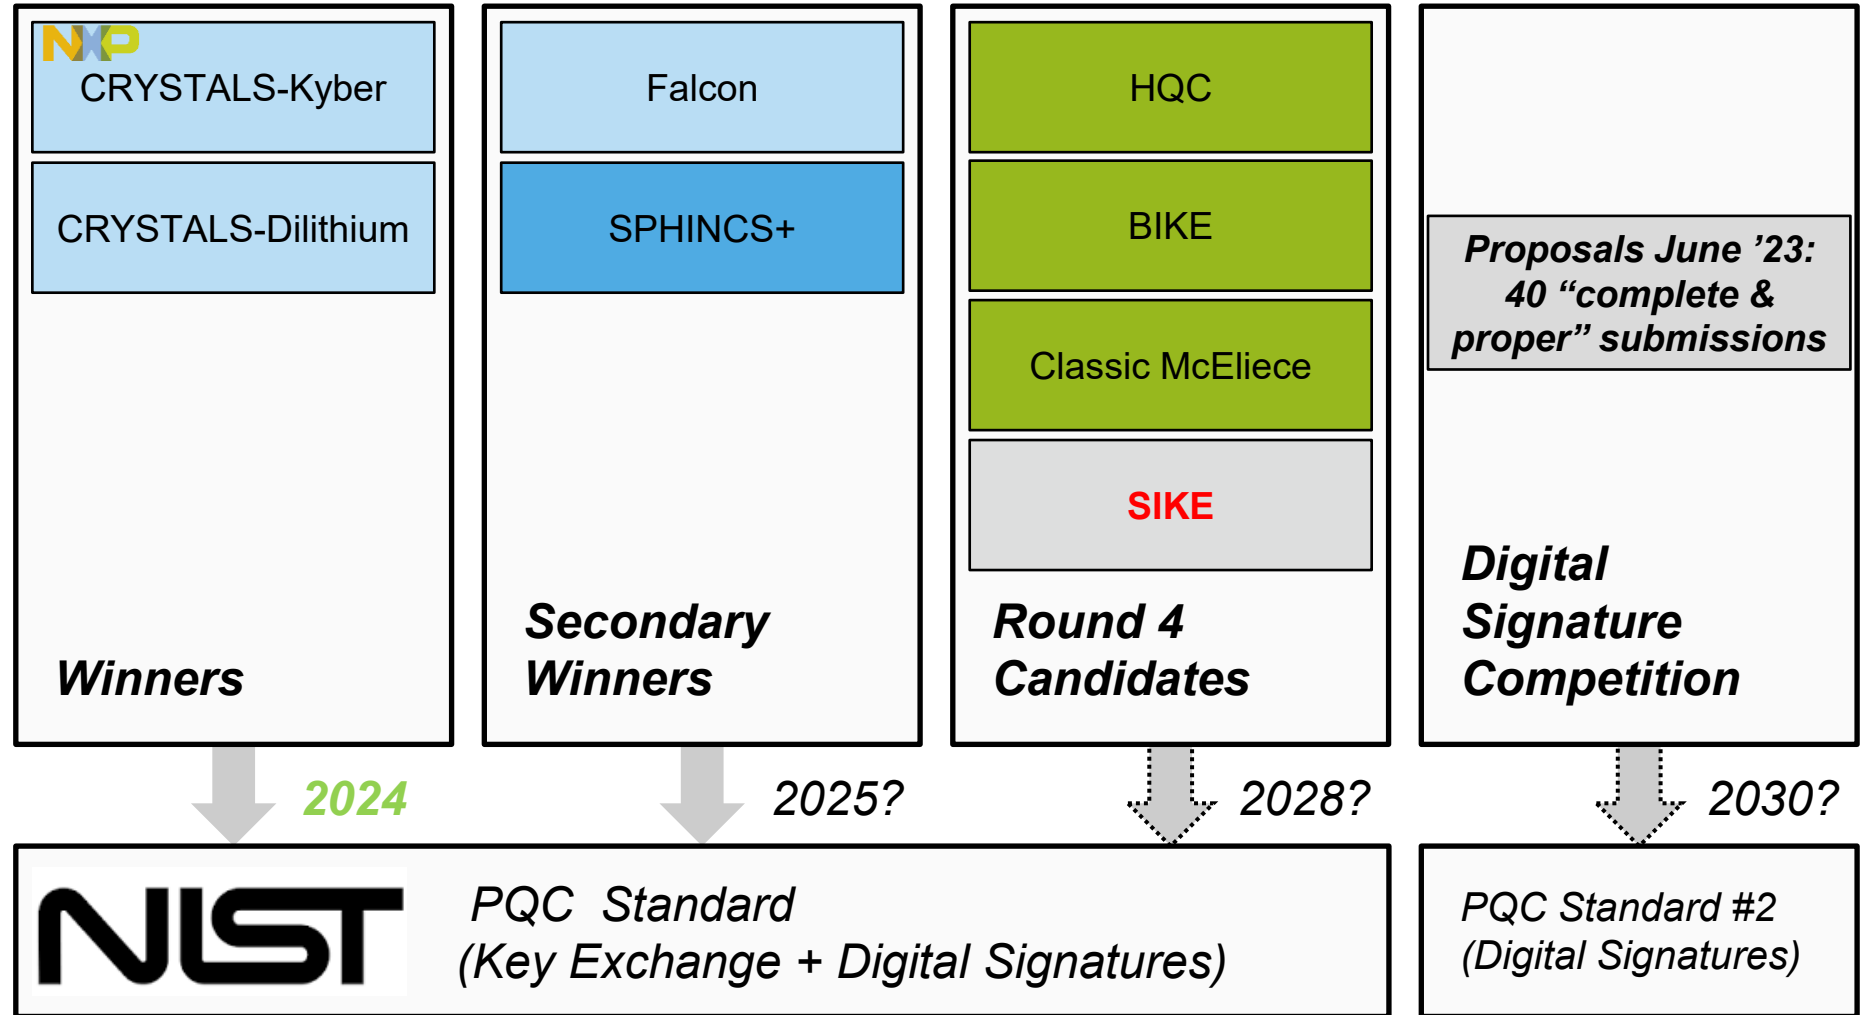 NXP
CRYSTALS-Kyber
CRYSTALS-Dilithium
Winners
Falcon
SPHINCS+
Secondary
Winners
HQC
BIKE
Classic McEliece
SIKE
Round 4
Candidates
Proposals June ’23:
40 “complete &
proper” submissions
Digital
Signature
Competition
2024
2025?
2028?
2030?
NIST
PQC Standard
(Key Exchange + Digital Signatures)
PQC Standard #2
(Digital Signatures)